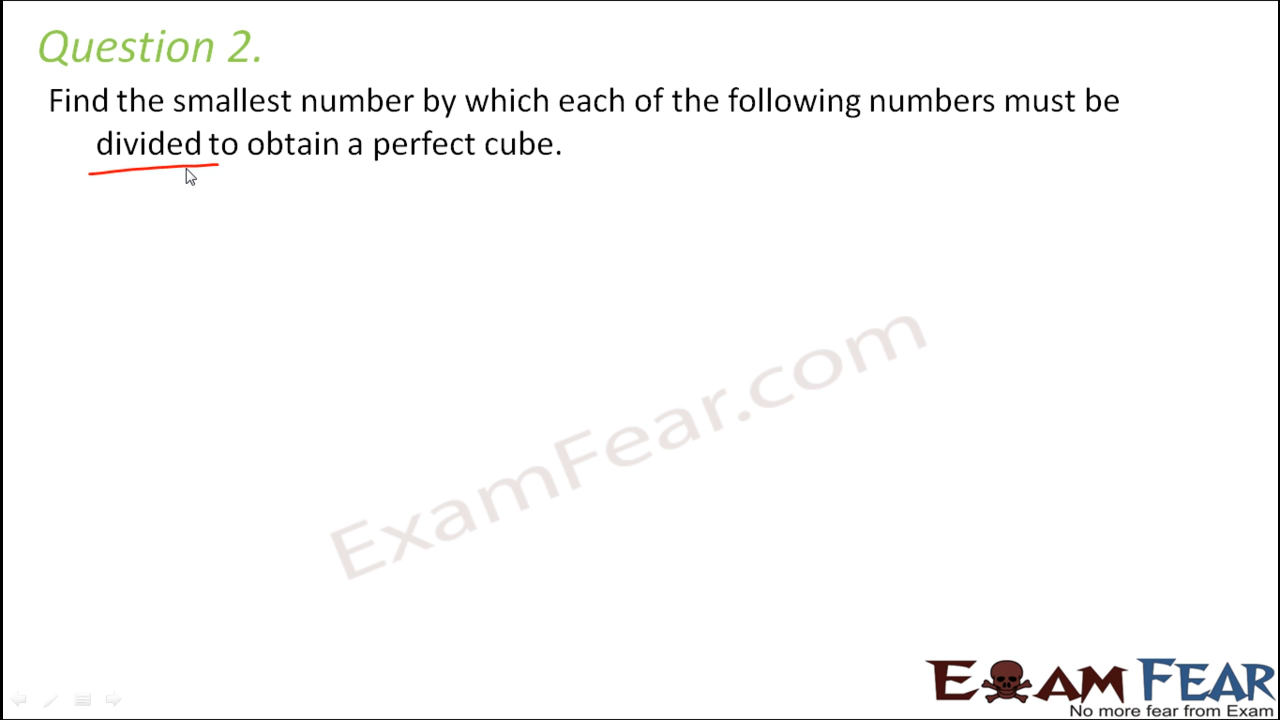 Question 2.
Find the smallest number by which each of the following numbers must be
divided to obtain a perfect cube.
ExamFear.com
EXAM FEAR
No more fear from Exam